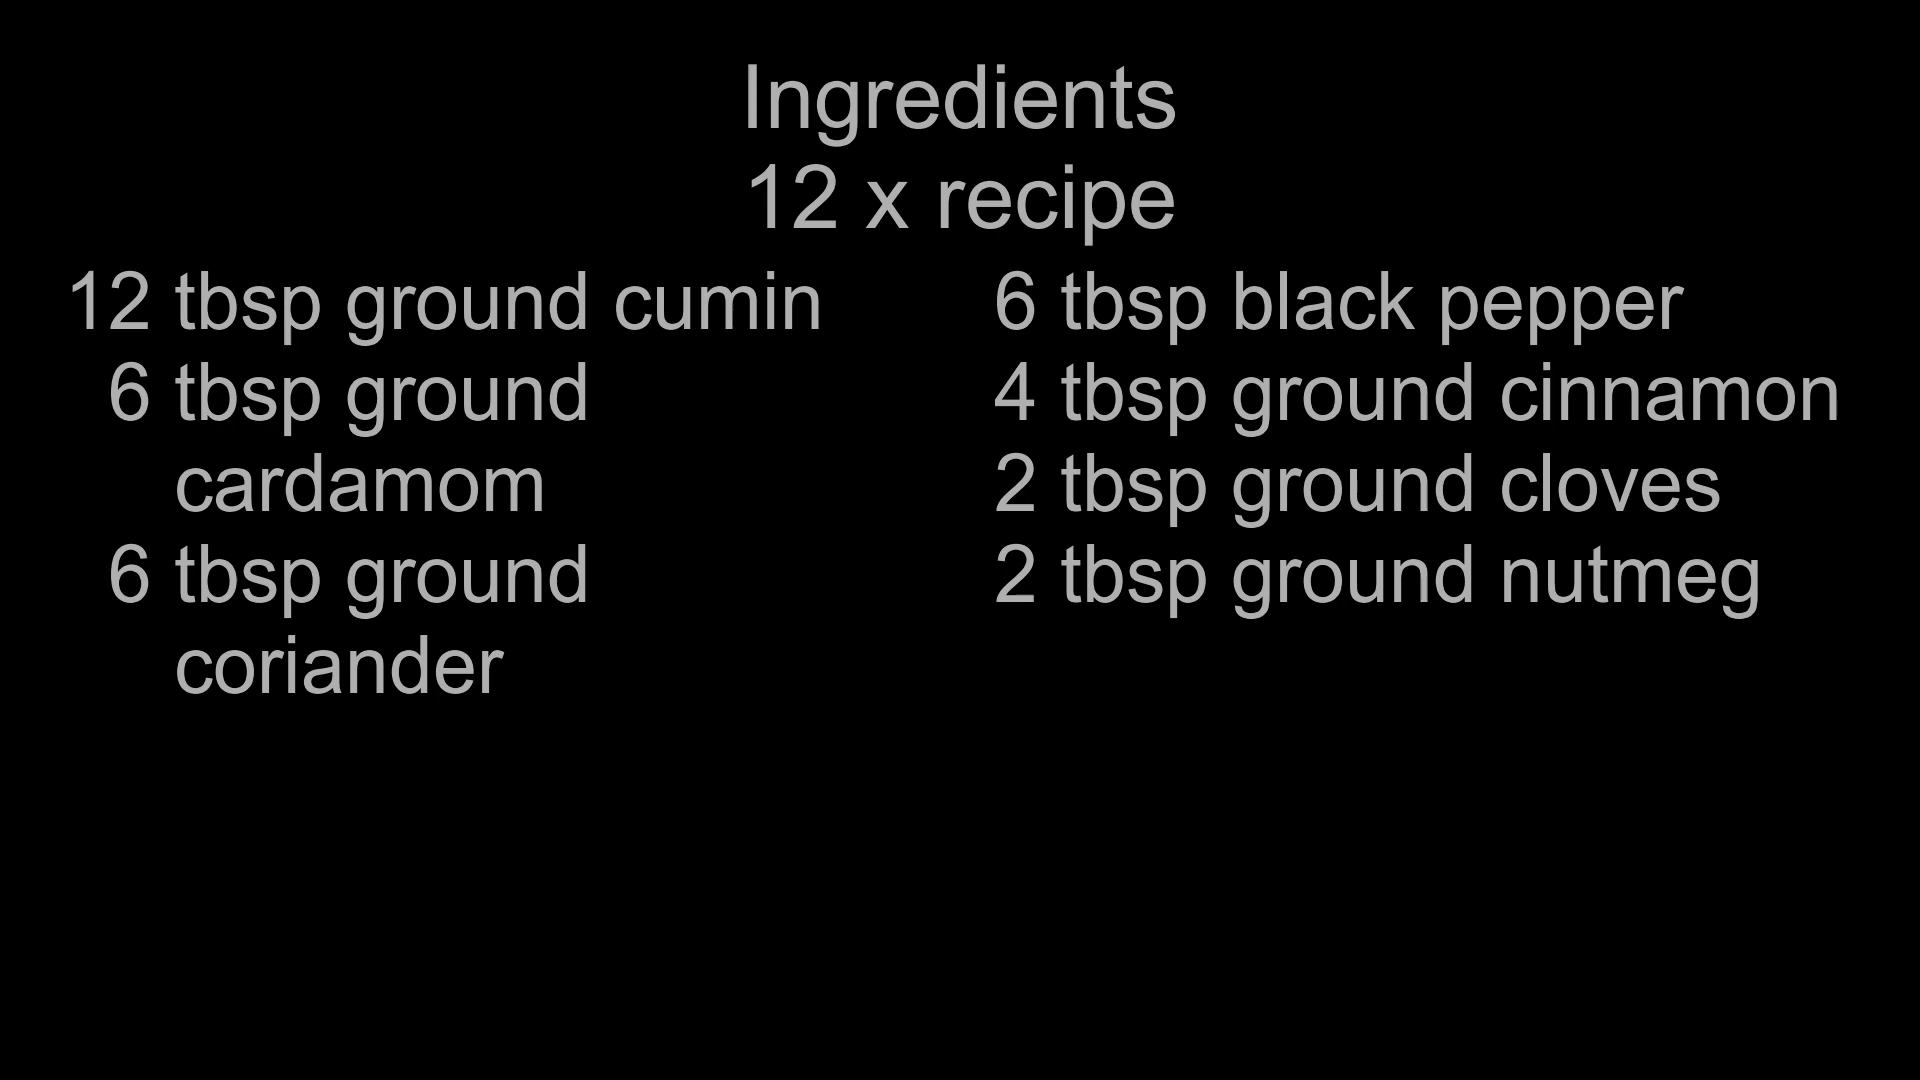 Ingredients
12 x recipe
12 tbsp ground cumin
6 tbsp ground
cardamom
6 tbsp ground
coriander
6 tbsp black pepper
4 tbsp ground cinnamon
2 tbsp ground cloves
2 tbsp ground nutmeg